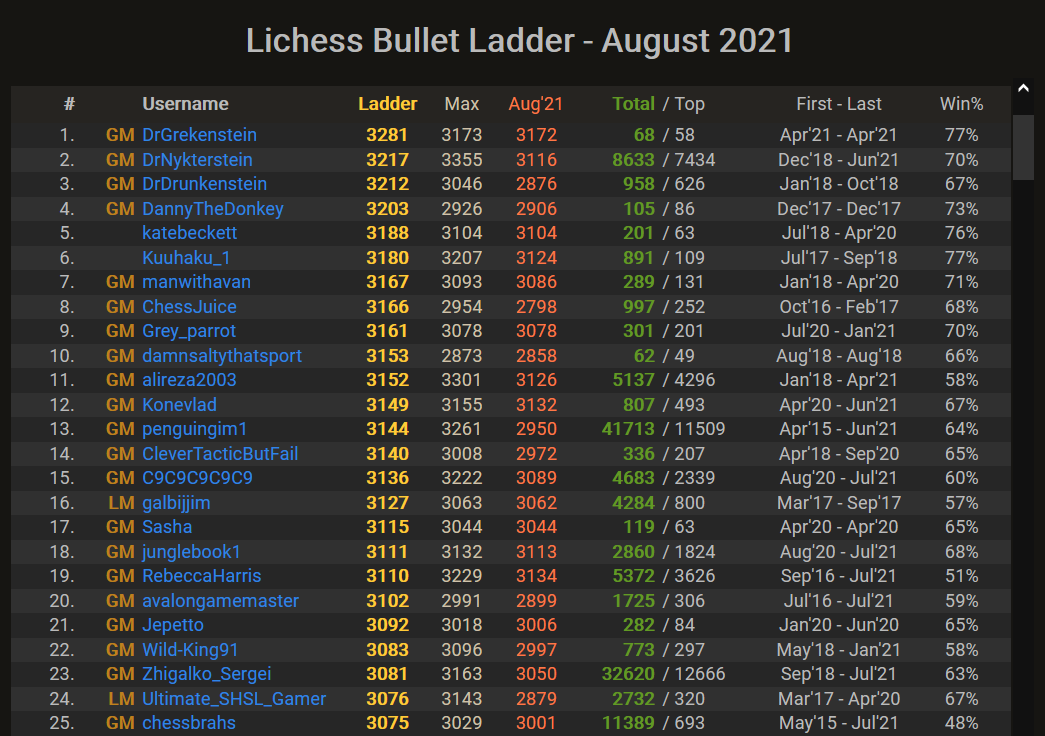 Lichess Bullet Ladder - August 2021
# Username Ladder Max Aug'21 Total / Top First - Last Win%
1. GM DrGrekenstein 3281 3173 3172 68 / 58 Apr'21 - Apr'21 77%
2. GM DrNykterstein 3217 3355 3116 8633 / 7434 Dec'18 - Jun'21 70%
3. GM DrDrunkenstein 3212 3046 2876 958 / 626 Jan'18 - Oct'18 67%
4. GM DannyTheDonkey 3203 2926 2906 105 / 86 Dec'17 - Dec'17 73%
5. katebeckett 3188 3104 3104 201 / 63 Jul'18 - Apr'20 76%
6. Kuuhaku_1 3180 3207 3124 891 / 109 Jul'17 - Sep'18 77%
7. GM manwithavan 3167 3093 3086 289 / 131 Jan'18 - Apr'20 71%
8. GM ChessJuice 3166 2954 2798 997 / 252 Oct'16 - Feb'17 68%
9. GM Grey_parrot 3161 3078 3078 301 / 201 Jul'20 - Jan'21 70%
10. GM damnsaltythatsport 3153 2873 2858 62 / 49 Aug'18 - Aug'18 66%
11. GM alireza2003 3152 3301 3126 5137 / 4296 Jan'18 - Apr'21 58%
12. GM Konevlad 3149 3155 3132 807 / 493 Apr'20 - Jun'21 67%
13. GM penguingim1 3144 3261 2950 41713 / 11509 Apr'15 - Jun'21 64%
14. GM CleverTacticButFail 3140 3008 2972 336 / 207 Apr'18 - Sep'20 65%
15. GM C9C9C9C9C9 3136 3222 3089 4683 / 2339 Aug'20 - Jul'21 60%
16. LM galbijjim 3127 3063 3062 4284 / 800 Mar'17 - Sep'17 57%
17. GM Sasha 3115 3044 3044 119 / 63 Apr'20 - Apr'20 65%
18. GM junglebook1 3111 3132 3113 2860 / 1824 Aug'20 - Jul'21 68%
19. GM RebeccaHarris 3110 3229 3134 5372 / 3626 Sep'16 - Jul'21 51%
20. GM avalongamemaster 3102 2991 2899 1725 / 306 Jul'16 - Jul'21 59%
21. GM Jepetto 3092 3018 3006 282 / 84 Jan'20 - Jun'20 65%
22. GM Wild-King91 3083 3096 2997 773 / 297 May'18 - Jan'21 58%
23. GM Zhigalko_Sergei 3081 3163 3050 32620 / 12666 Sep'18 - Jul'21 63%
24. LM Ultimate_SHSL_Gamer 3076 3143 2879 2732 / 320 Mar'17 - Apr'20 67%
25. GM chessbrahs 3075 3029 3001 11389 / 693 May'15 - Jul'21 48%